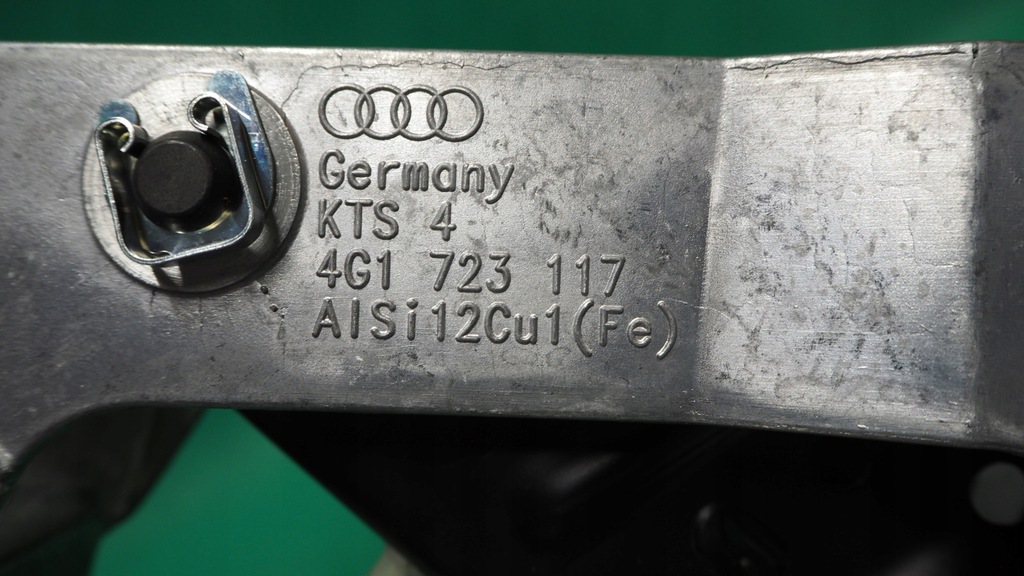 Germany
KTS 4
4G1 723 117
AlSi12Cu1(Fe)